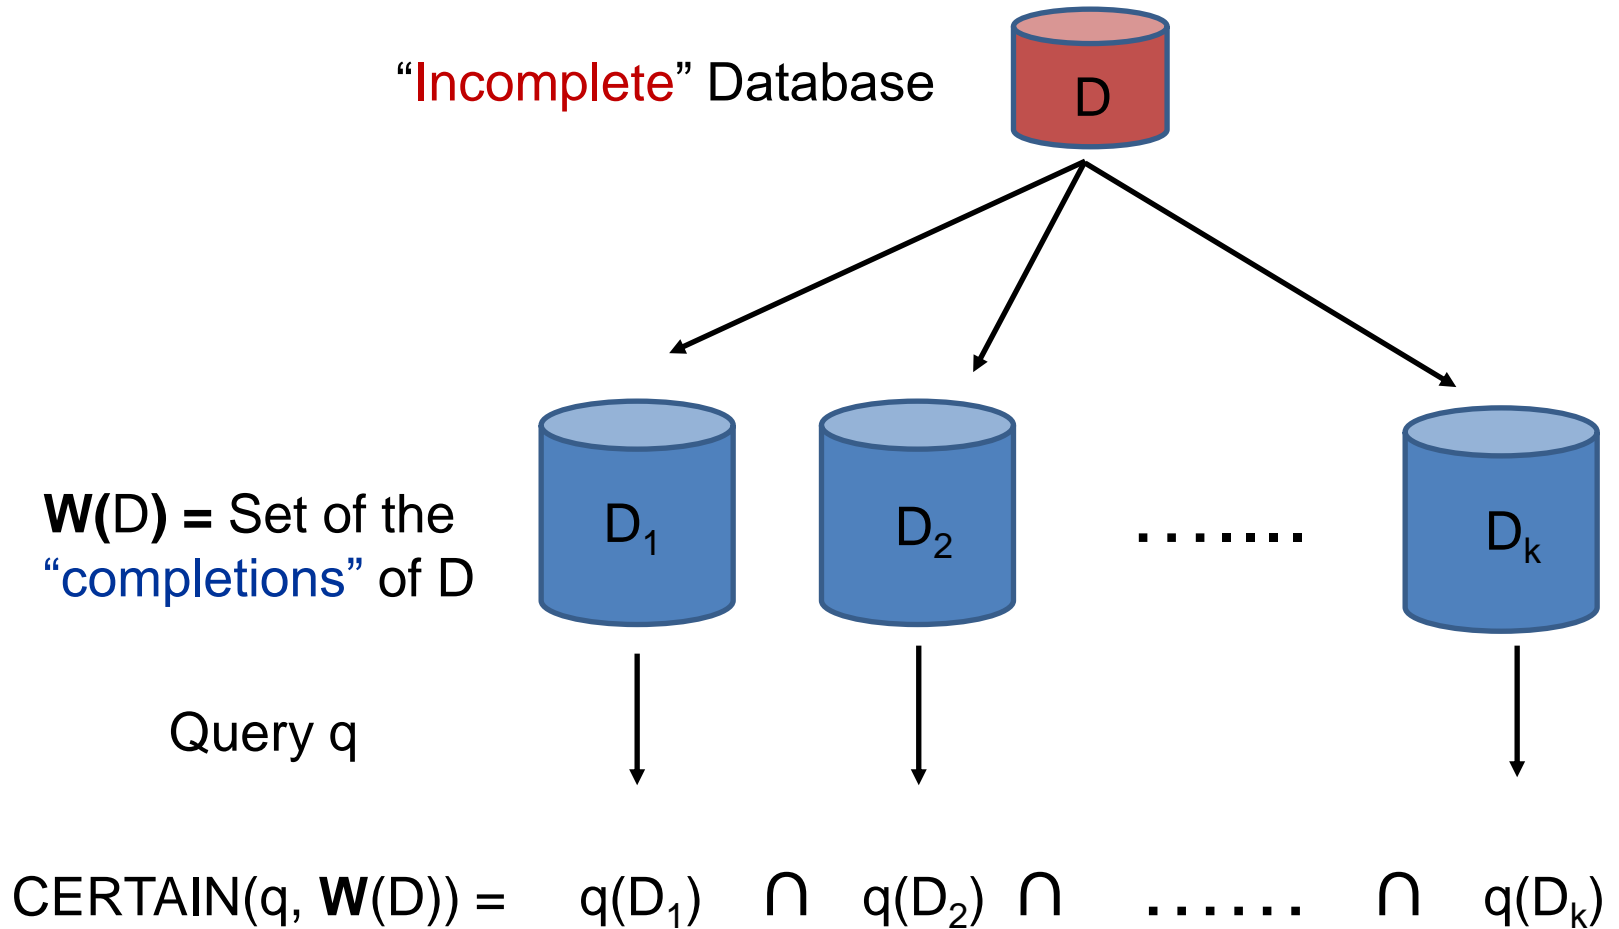 “Incomplete” Database
D
W(D) = Set of the
“completions” of D
D₁
D₂
.......
Dₖ
Query q
CERTAIN(q, W(D)) = q(D₁) ∩ q(D₂) ∩ ...... ∩ q(Dₖ)